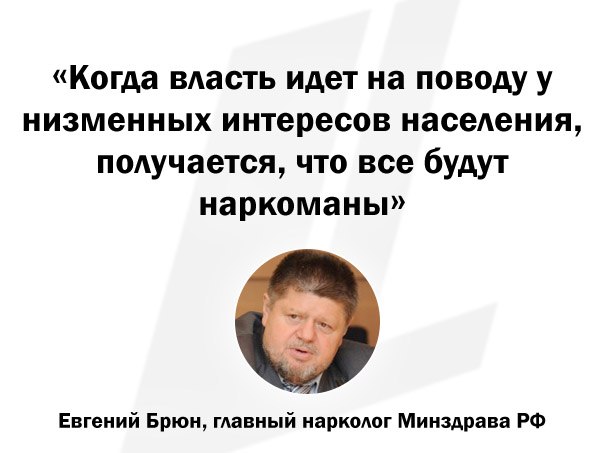 «Когда власть идет на поводу у
низменных интересов населения,
получается, что все будут
наркоманы»
Евгений Брюн, главный нарколог Минздрава РФ